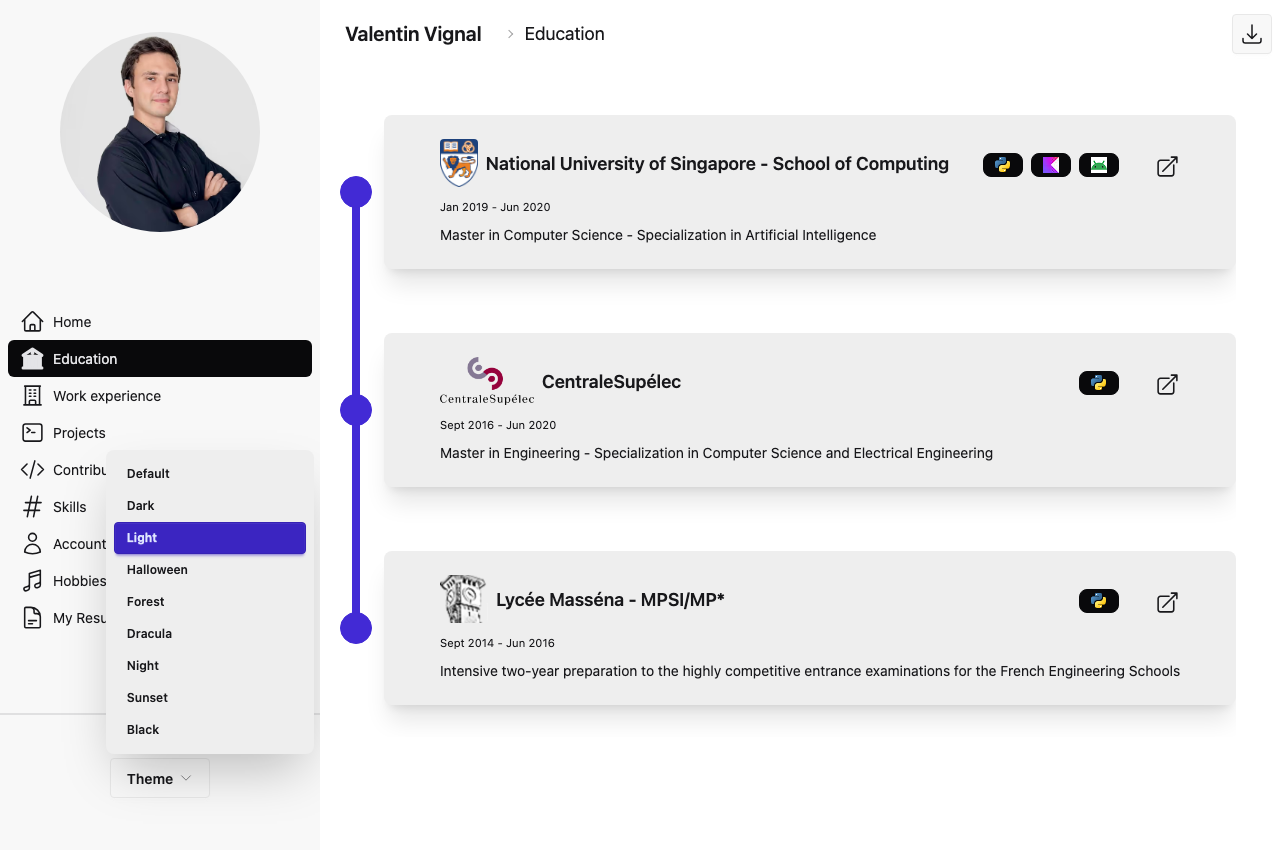 Valentin Vignal
Education
Home
Education
Work experience
Projects
Contribu
Skills
Account
Hobbies
My Resu
Default
Dark
Light
Halloween
Forest
Dracula
Night
Sunset
Black
Theme
National University of Singapore - School of Computing
Jan 2019 - Jun 2020
Master in Computer Science - Specialization in Artificial Intelligence
CentraleSupélec
CentraleSupélec
Sept 2016 - Jun 2020
Master in Engineering - Specialization in Computer Science and Electrical Engineering
Lycée Masséna - MPSI/MP*
Sept 2014 - Jun 2016
Intensive two-year preparation to the highly competitive entrance examinations for the French Engineering Schools